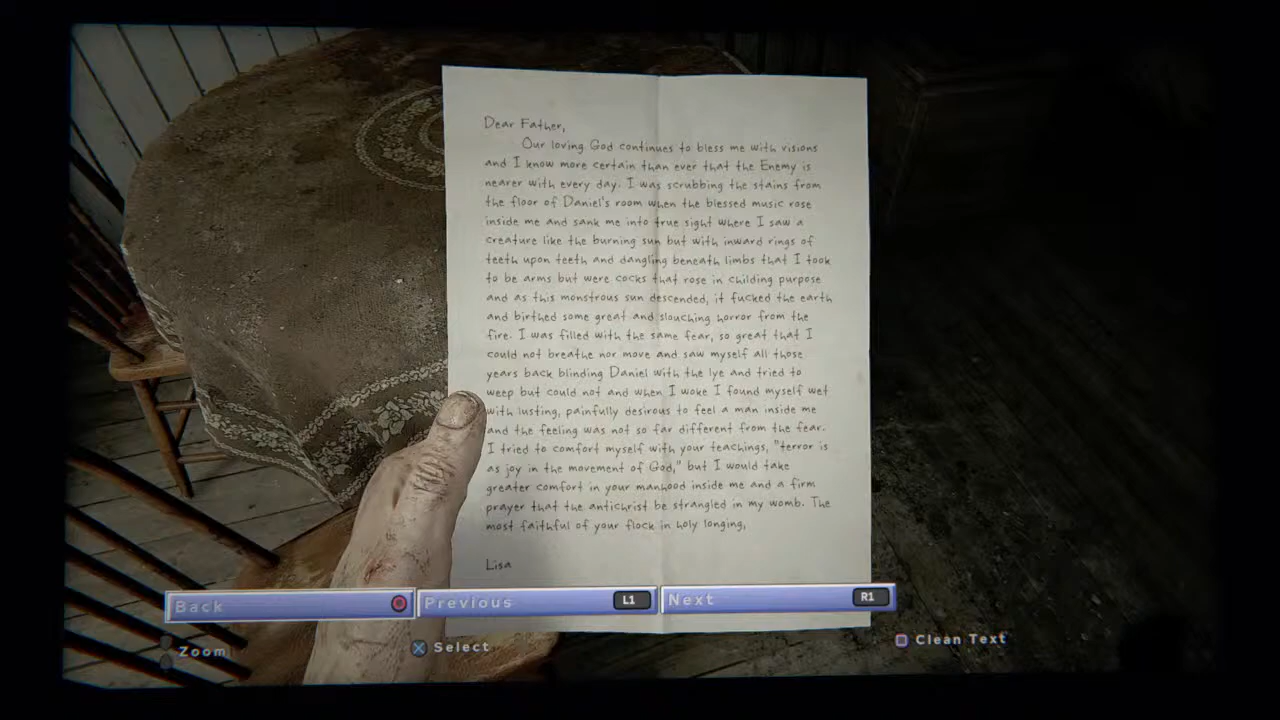 Dear Father,
Our loving God continues to bless me with visions
and I know more certain than ever that the Enemy is
nearer with every day. I was scrubbing the stains from
the floor of Daniel's room when the blessed music rose
inside me and sank me into true sight where I saw a
creature like the burning sun but with inward rings of
teeth upon teeth and dangling beneath limbs that I took
to be arms but were cocks that rose in childing purpose
and as this monstrous sun descended, it fucked the earth
and birthed some great and slouching horror from the
fire. I was filled with the same fear, so great that I
could not breathe nor move and saw myself all those
years back blinding Daniel with the lye and tried to
weep but could not and when I woke I found myself wet
with lusting, painfully desirous to feel a man inside me
and the feeling was not so far different from the fear.
I tried to comfort myself with your teachings, "terror is
as joy in the movement of God," but I would take
greater comfort in your manhood inside me and a firm
prayer that the antichrist be strangled in my womb. The
most faithful of your flock in holy longing,
Lisa
Back
Previous L1
Next R1
Zoom
Select
Clean Text